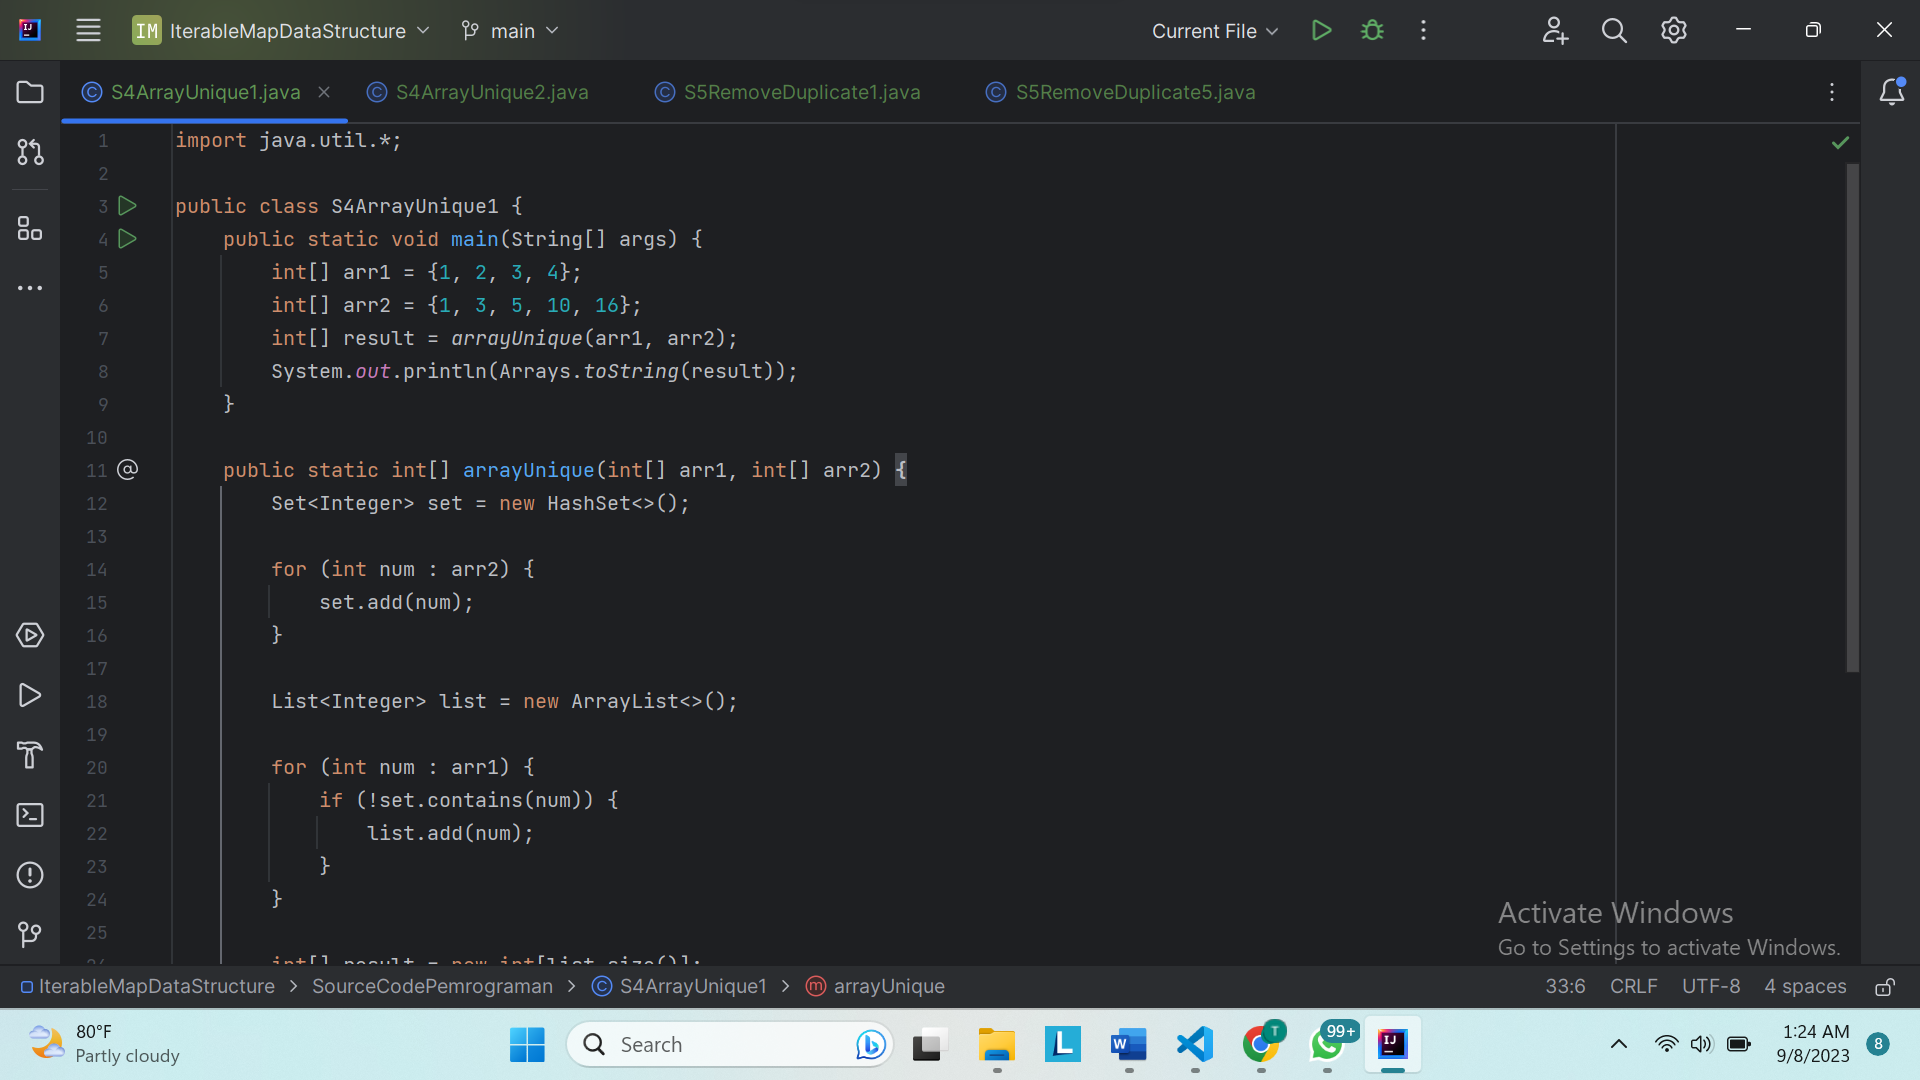 IM IterableMapDataStructure main Current File
S4ArrayUnique1.java S4ArrayUnique2.java S5RemoveDuplicate1.java S5RemoveDuplicate5.java
1 import java.util.*;
2
3 public class S4ArrayUnique1 {
4 public static void main(String[] args) {
5 int[] arr1 = {1, 2, 3, 4};
6 int[] arr2 = {1, 3, 5, 10, 16};
7 int[] result = arrayUnique(arr1, arr2);
8 System.out.println(Arrays.toString(result));
9 }
10
11 @ public static int[] arrayUnique(int[] arr1, int[] arr2) {
12 Set<Integer> set = new HashSet<>();
13
14 for (int num : arr2) {
15 set.add(num);
16 }
17
18 List<Integer> list = new ArrayList<>();
19
20 for (int num : arr1) {
21 if (!set.contains(num)) {
22 list.add(num);
23 }
24 }
25
26 int[] result = new int[list.size()];
Activate Windows
Go to Settings to activate Windows.
IterableMapDataStructure > SourceCodePemrograman > S4ArrayUnique1 > arrayUnique 33:6 CRLF UTF-8 4 spaces
80°F
Partly cloudy
Search
99+
1:24 AM
9/8/2023
8